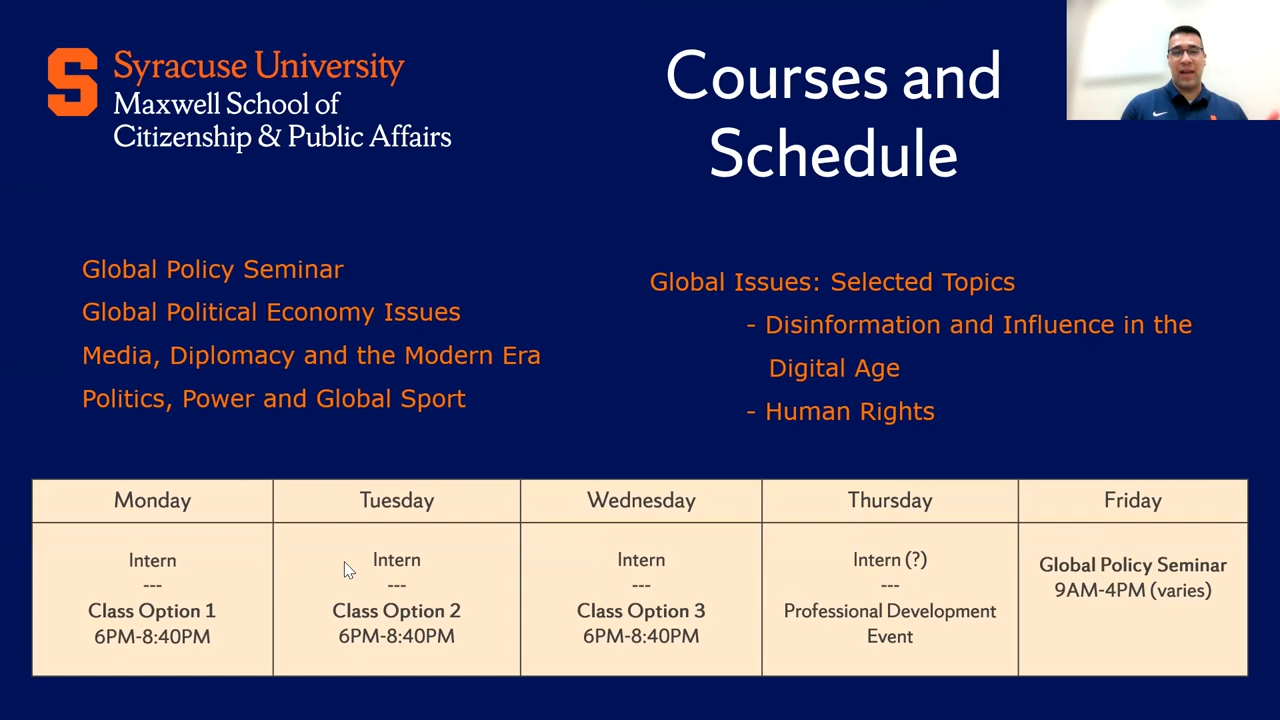 Syracuse University
Maxwell School of
Citizenship & Public Affairs
Courses and
Schedule
Global Policy Seminar
Global Political Economy Issues
Media, Diplomacy and the Modern Era
Politics, Power and Global Sport
Global Issues: Selected Topics
- Disinformation and Influence in the
Digital Age
- Human Rights
Monday
Tuesday
Wednesday
Thursday
Friday
Intern
---
Class Option 1
6PM-8:40PM
Intern
---
Class Option 2
6PM-8:40PM
Intern
---
Class Option 3
6PM-8:40PM
Intern (?)
---
Professional Development
Event
Global Policy Seminar
9AM-4PM (varies)